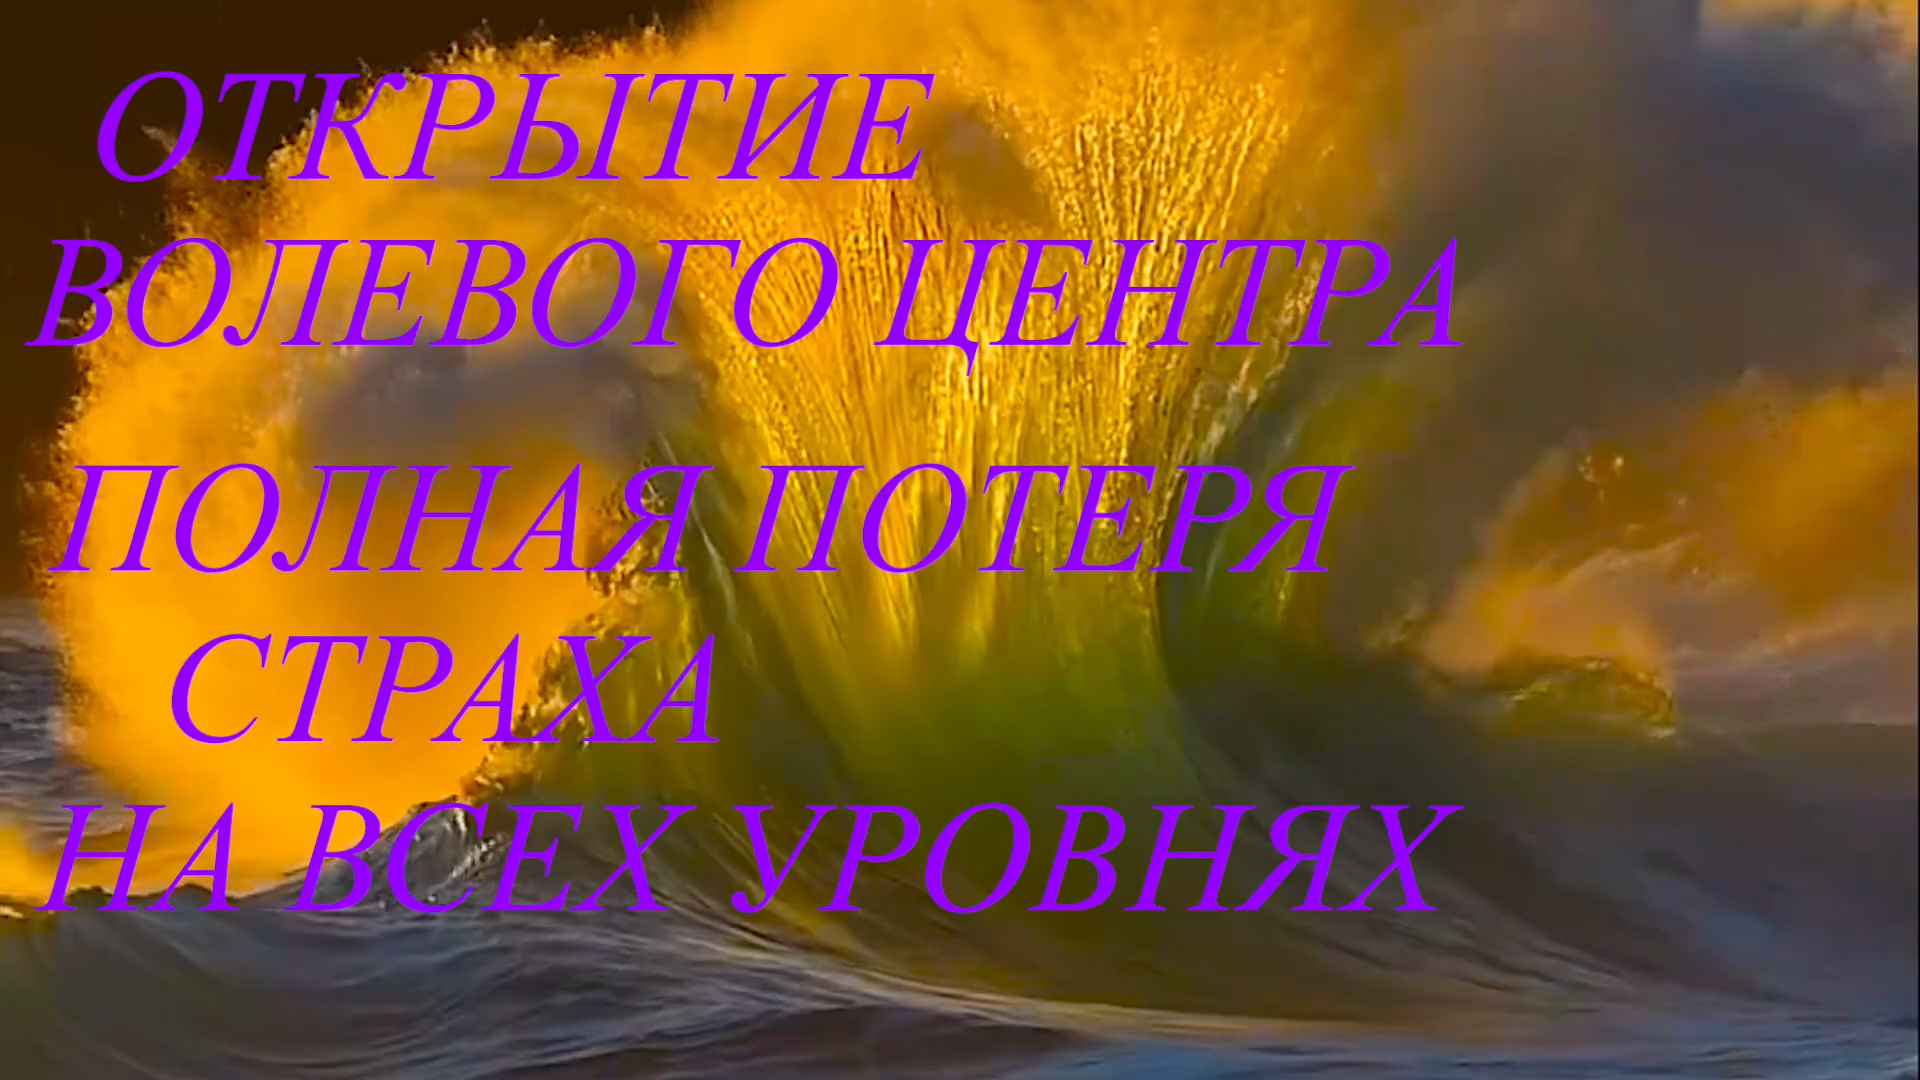 ОТКРЫТИЕ
ВОЛЕВОГО ЦЕНТРА
ПОЛНАЯ ПОТЕРЯ
СТРАХА
НА ВСЕХ УРОВНЯХ